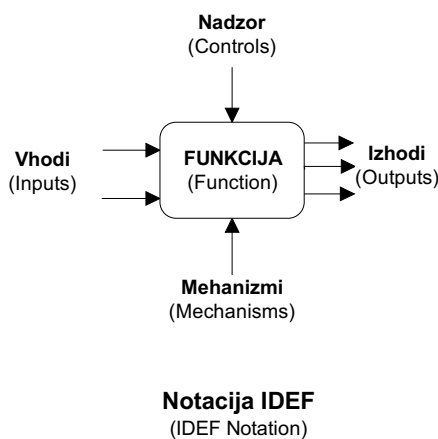 Nadzor
(Controls)
Vhodi
(Inputs)
FUNKCIJA
(Function)
Izhodi
(Outputs)
Mehanizmi
(Mechanisms)
Notacija IDEF
(IDEF Notation)